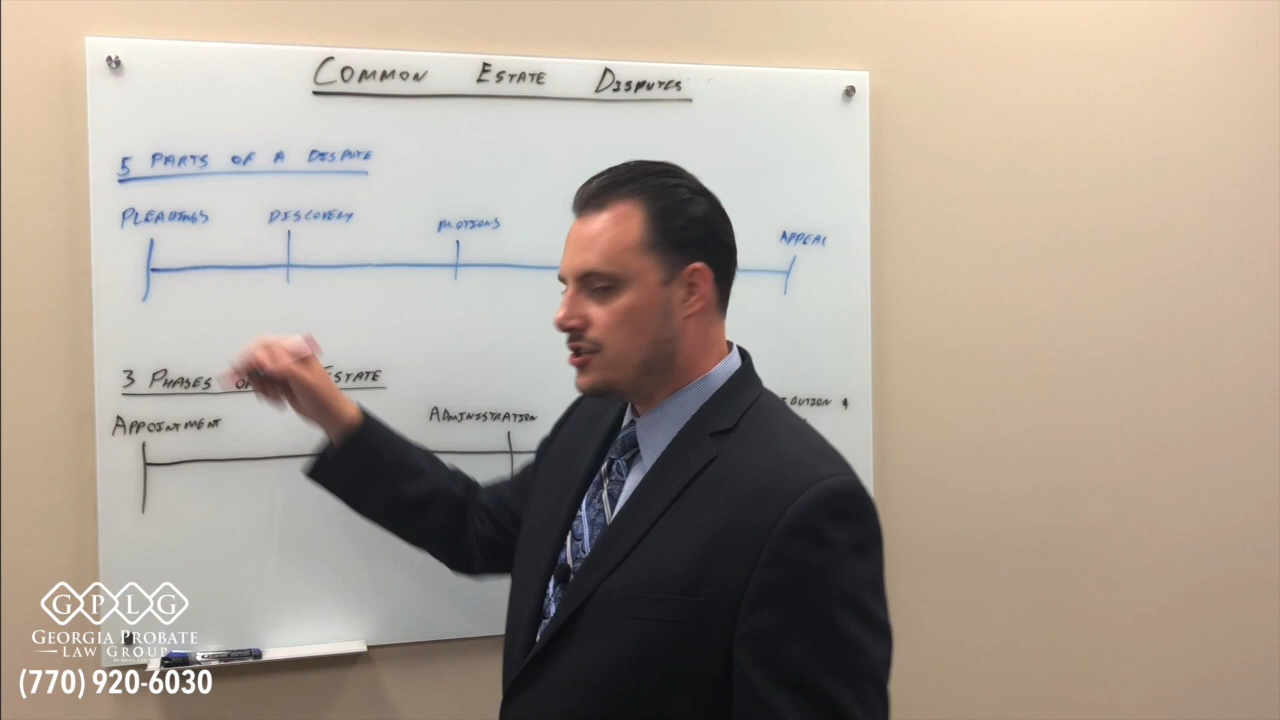 COMMON ESTATE DISPUTES
5 PARTS OF A DISPUTE
PLEADINGS DISCOVERY MOTIONS APPEAL
3 PHASES ESTATE
APPOINTMENT ADMINISTRATION
GPLG
GEORGIA PROBATE
LAW GROUP
(770) 920-6030